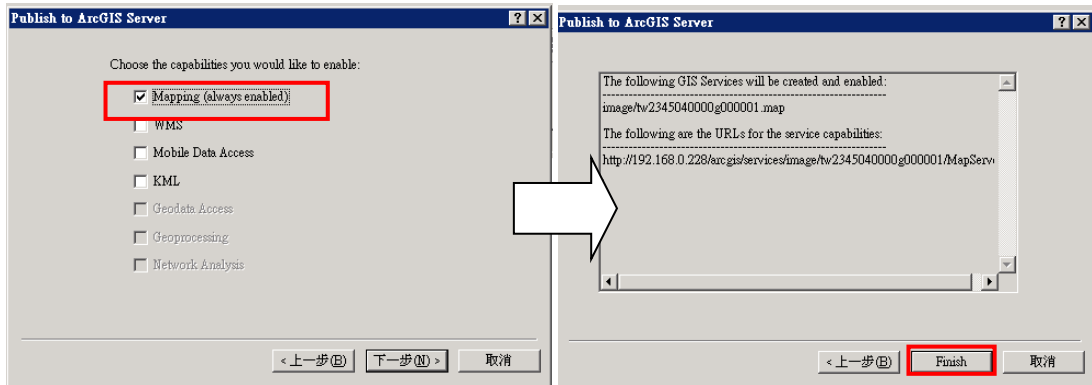 Publish to ArcGIS Server
Choose the capabilities you would like to enable:
Mapping (always enabled)
WMS
Mobile Data Access
KML
Geodata Access
Geoprocessing
Network Analysis
<上一步(B)
下一步(N)>
取消
Publish to ArcGIS Server
The following GIS Services will be created and enabled:
------------------------------------------------------------
image/tw2345040000g000001.map
The following are the URLs for the service capabilities:
------------------------------------------------------------
http://192.168.0.228/arcgis/services/image/tw2345040000g000001/MapServ
<上一步(B)
Finish
取消